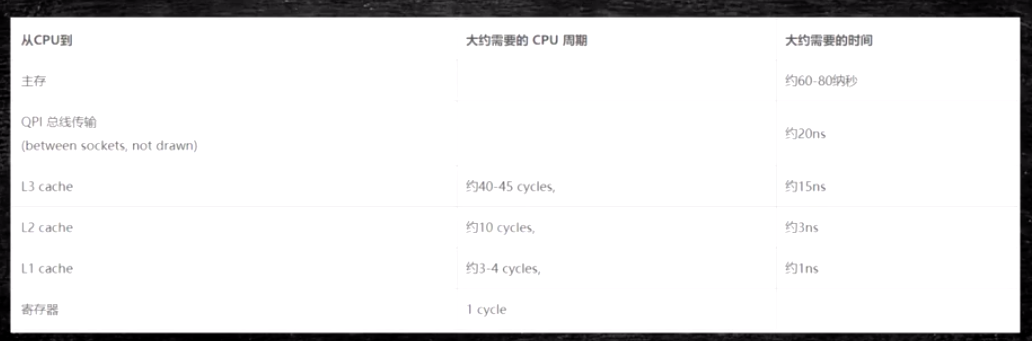 从CPU到 大约需要的 CPU 周期 大约需要的时间
主存 约60-80纳秒
QPI 总线传输
(between sockets, not drawn) 约20ns
L3 cache 约40-45 cycles, 约15ns
L2 cache 约10 cycles, 约3ns
L1 cache 约3-4 cycles, 约1ns
寄存器 1 cycle